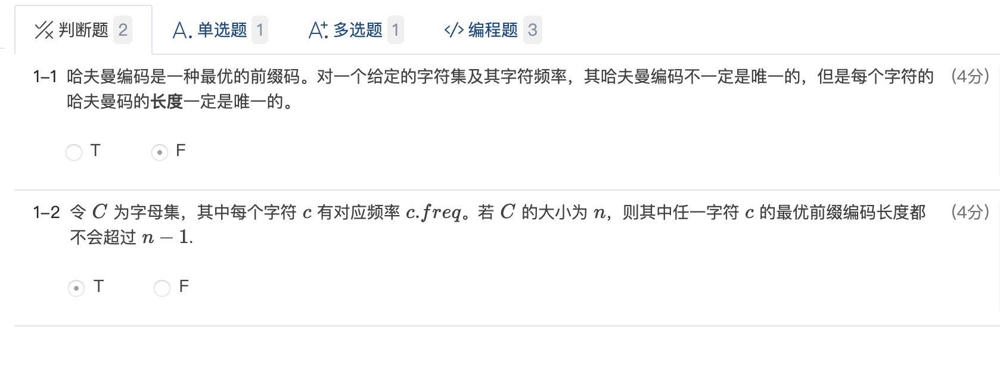 判断题 2 A. 单选题 1 A+ 多选题 1 </> 编程题 3
1-1 哈夫曼编码是一种最优的前缀码。对一个给定的字符集及其字符频率，其哈夫曼编码不一定是唯一的，但是每个字符的 (4分)
哈夫曼码的长度一定是唯一的。
T F
1-2 令 C 为字母集，其中每个字符 c 有对应频率 c.freq。若 C 的大小为 n，则其中任一字符 c 的最优前缀编码长度都 (4分)
不会超过 n − 1.
T F